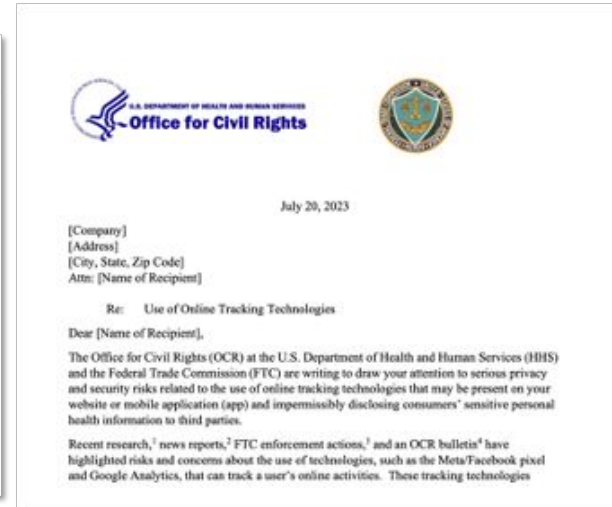 U.S. DEPARTMENT OF HEALTH AND HUMAN SERVICES
Office for Civil Rights
July 20, 2023
[Company]
[Address]
[City, State, Zip Code]
Attn: [Name of Recipient]
Re: Use of Online Tracking Technologies
Dear [Name of Recipient],
The Office for Civil Rights (OCR) at the U.S. Department of Health and Human Services (HHS)
and the Federal Trade Commission (FTC) are writing to draw your attention to serious privacy
and security risks related to the use of online tracking technologies that may be present on your
website or mobile application (app) and impermissibly disclosing consumers’ sensitive personal
health information to third parties.
Recent research,1 news reports,2 FTC enforcement actions,3 and an OCR bulletin4 have
highlighted risks and concerns about the use of technologies, such as the Meta/Facebook pixel
and Google Analytics, that can track a user’s online activities. These tracking technologies